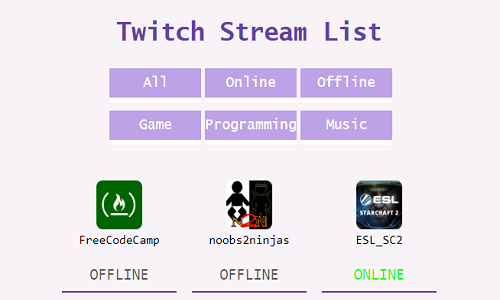 Twitch Stream List
All Online Offline
Game Programming Music
N2N ESL
STARCRAFT 2
FreeCodeCamp noobs2ninjas ESL_SC2
OFFLINE OFFLINE ONLINE